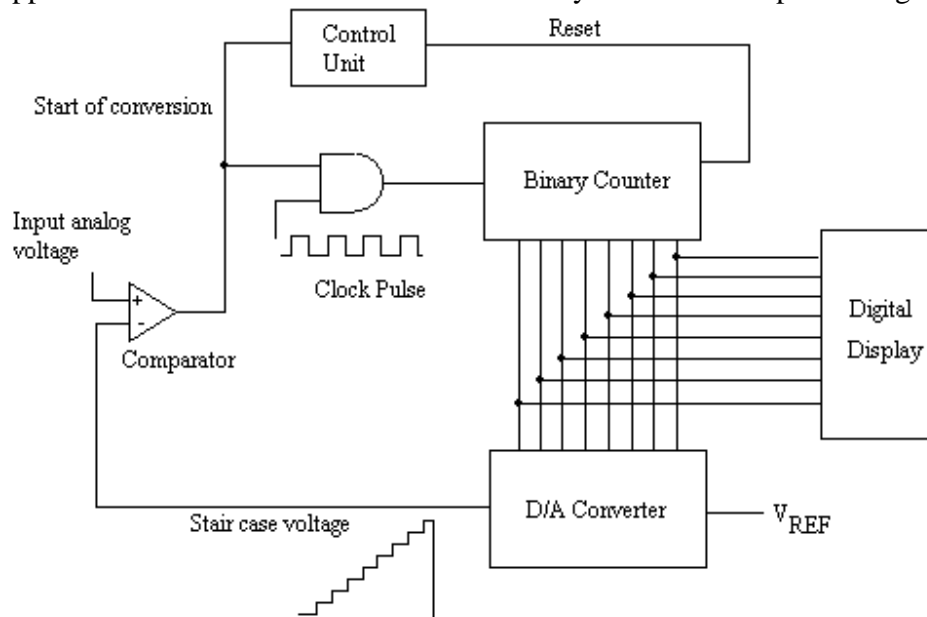 Control
Unit
Reset
Start of conversion
Binary Counter
Input analog
voltage
+
-
Clock Pulse
Comparator
Digital
Display
D/A Converter
Stair case voltage
VREF